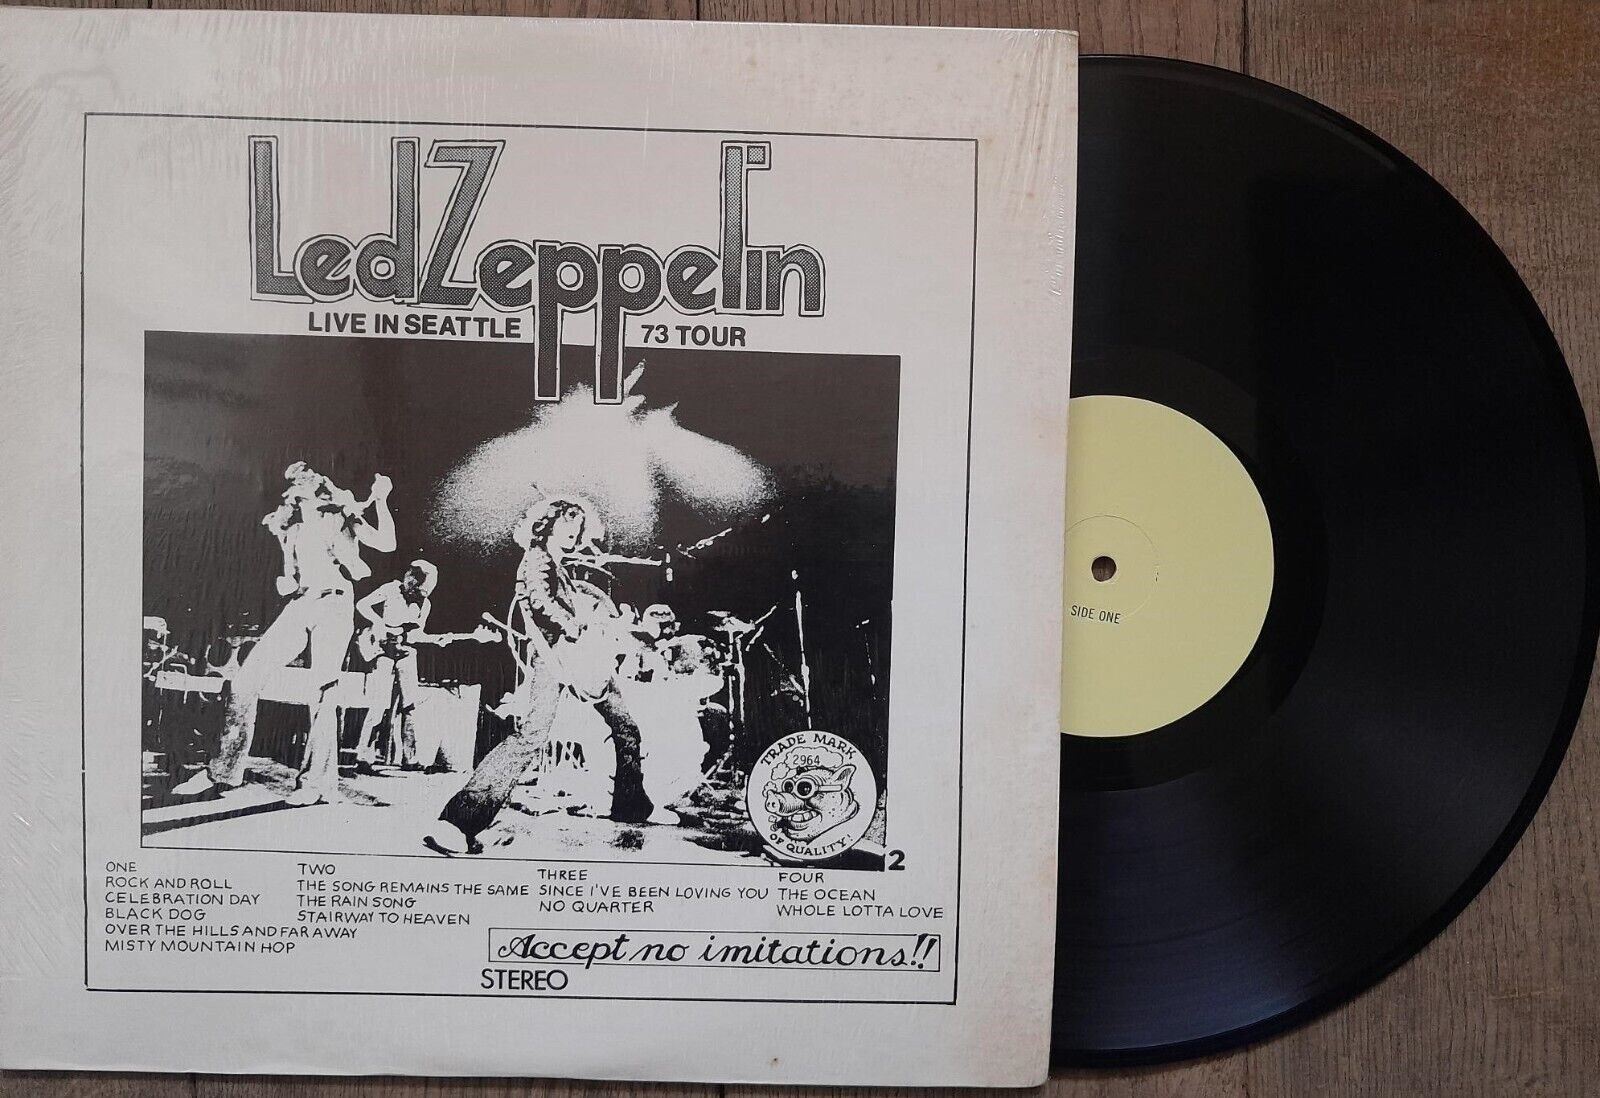 Led Zeppelin
LIVE IN SEATTLE 73 TOUR
TRADE MARK
2964
OF QUALITY!
2
ONE
ROCK AND ROLL
CELEBRATION DAY
BLACK DOG
OVER THE HILLS AND FAR AWAY
MISTY MOUNTAIN HOP
TWO
THE SONG REMAINS THE SAME
THE RAIN SONG
STAIRWAY TO HEAVEN
THREE
SINCE I'VE BEEN LOVING YOU
NO QUARTER
FOUR
THE OCEAN
WHOLE LOTTA LOVE
Accept no imitations!!
STEREO
SIDE ONE